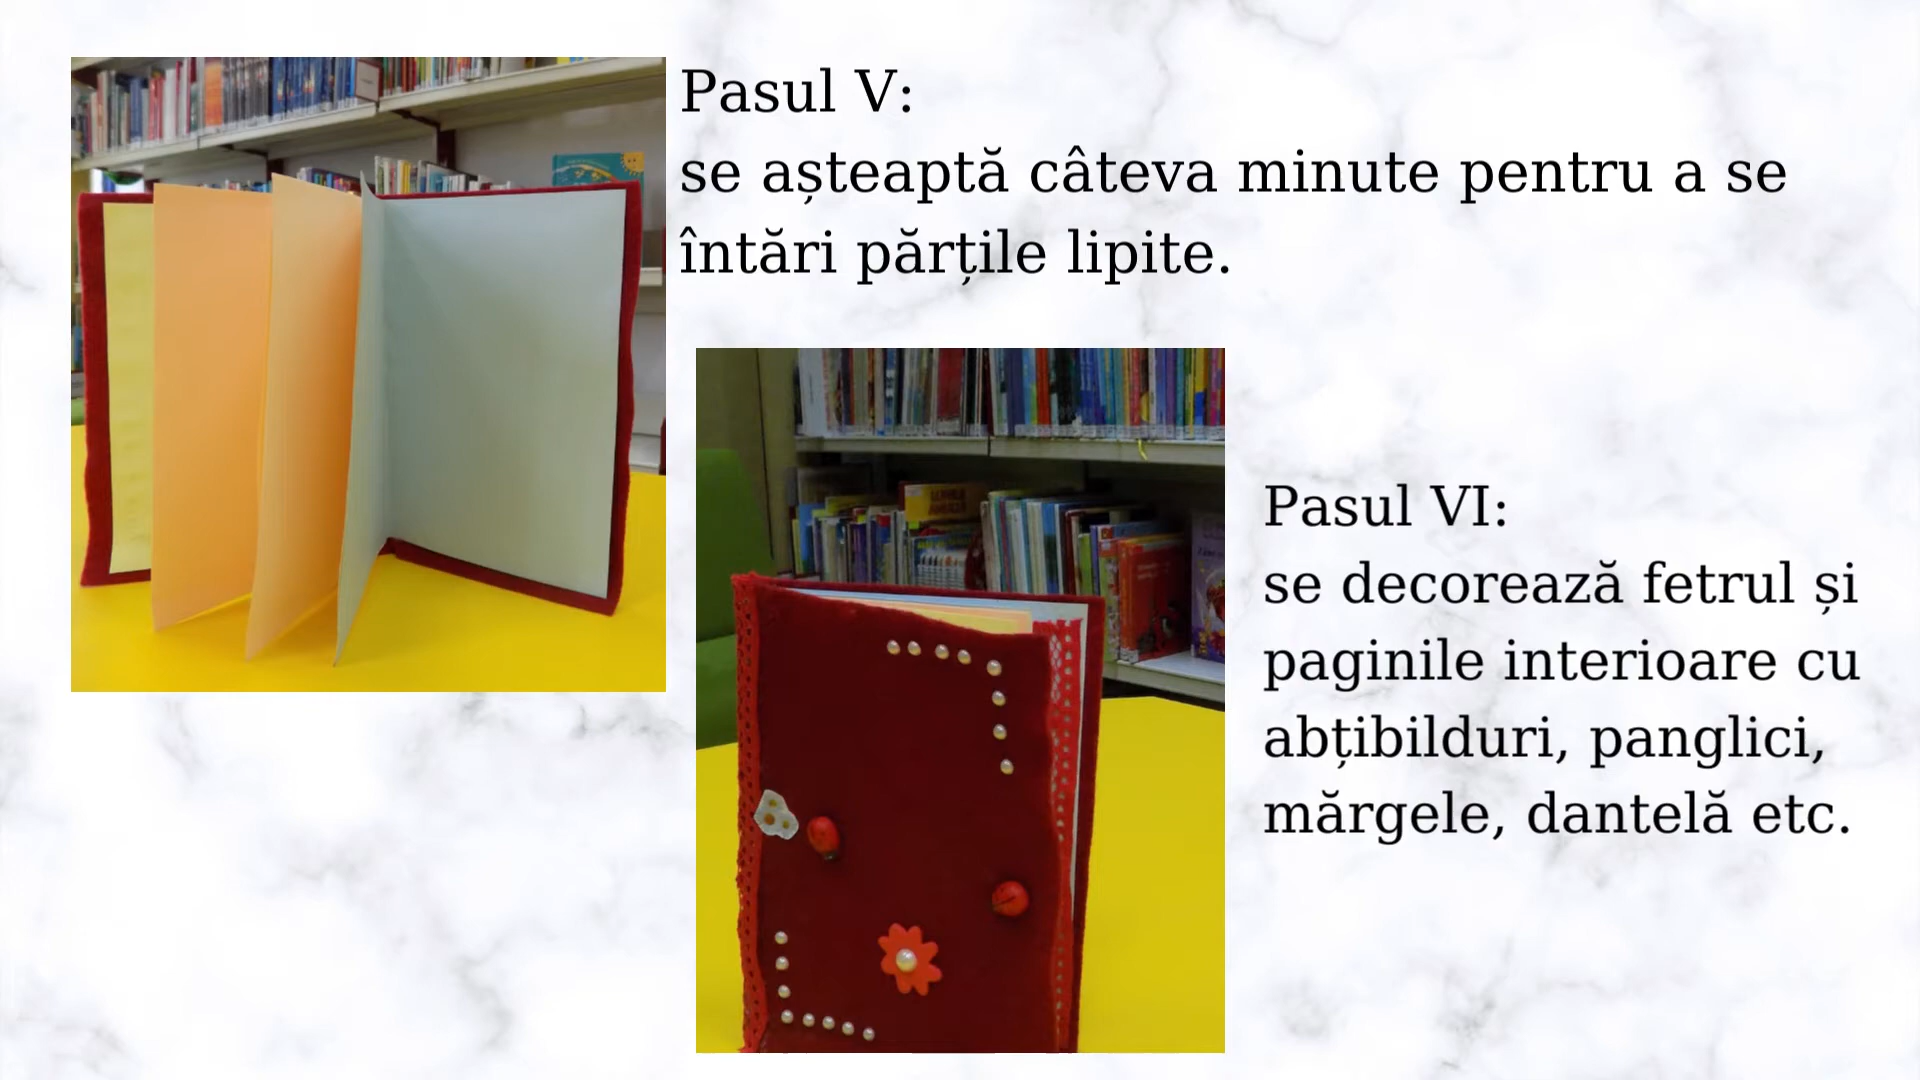 Pasul V:
se așteaptă câteva minute pentru a se
întări părțile lipite.
Pasul VI:
se decorează fetrul și
paginile interioare cu
abțibilduri, panglici,
mărgele, dantelă etc.